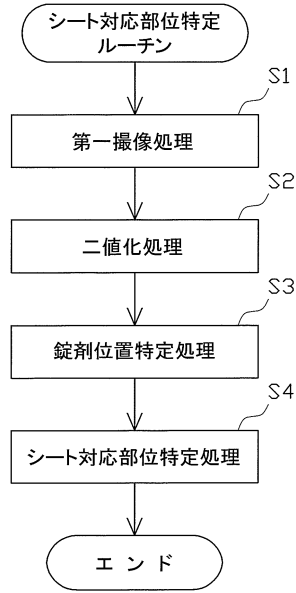 シート対応部位特定
ルーチン
S1
第一撮像処理
S2
二値化処理
S3
錠剤位置特定処理
S4
シート対応部位特定処理
エンド